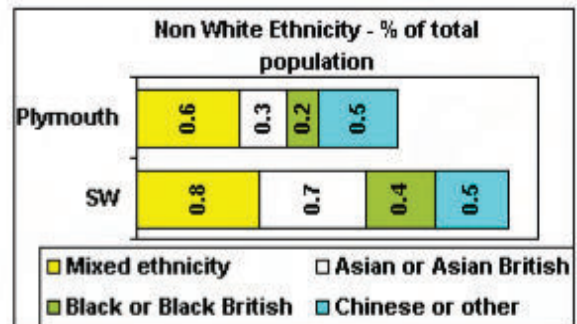 Non White Ethnicity - % of total
population
Plymouth 0.6 0.3 0.2 0.5
SW 0.8 0.7 0.4 0.5
Mixed ethnicity Asian or Asian British
Black or Black British Chinese or other